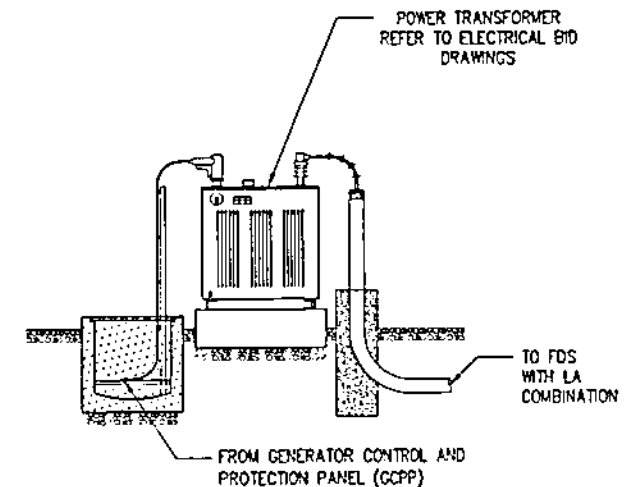 POWER TRANSFORMER
REFER TO ELECTRICAL BID
DRAWINGS
TO FDS
WITH LA
COMBINATION
FROM GENERATOR CONTROL AND
PROTECTION PANEL (GCPP)